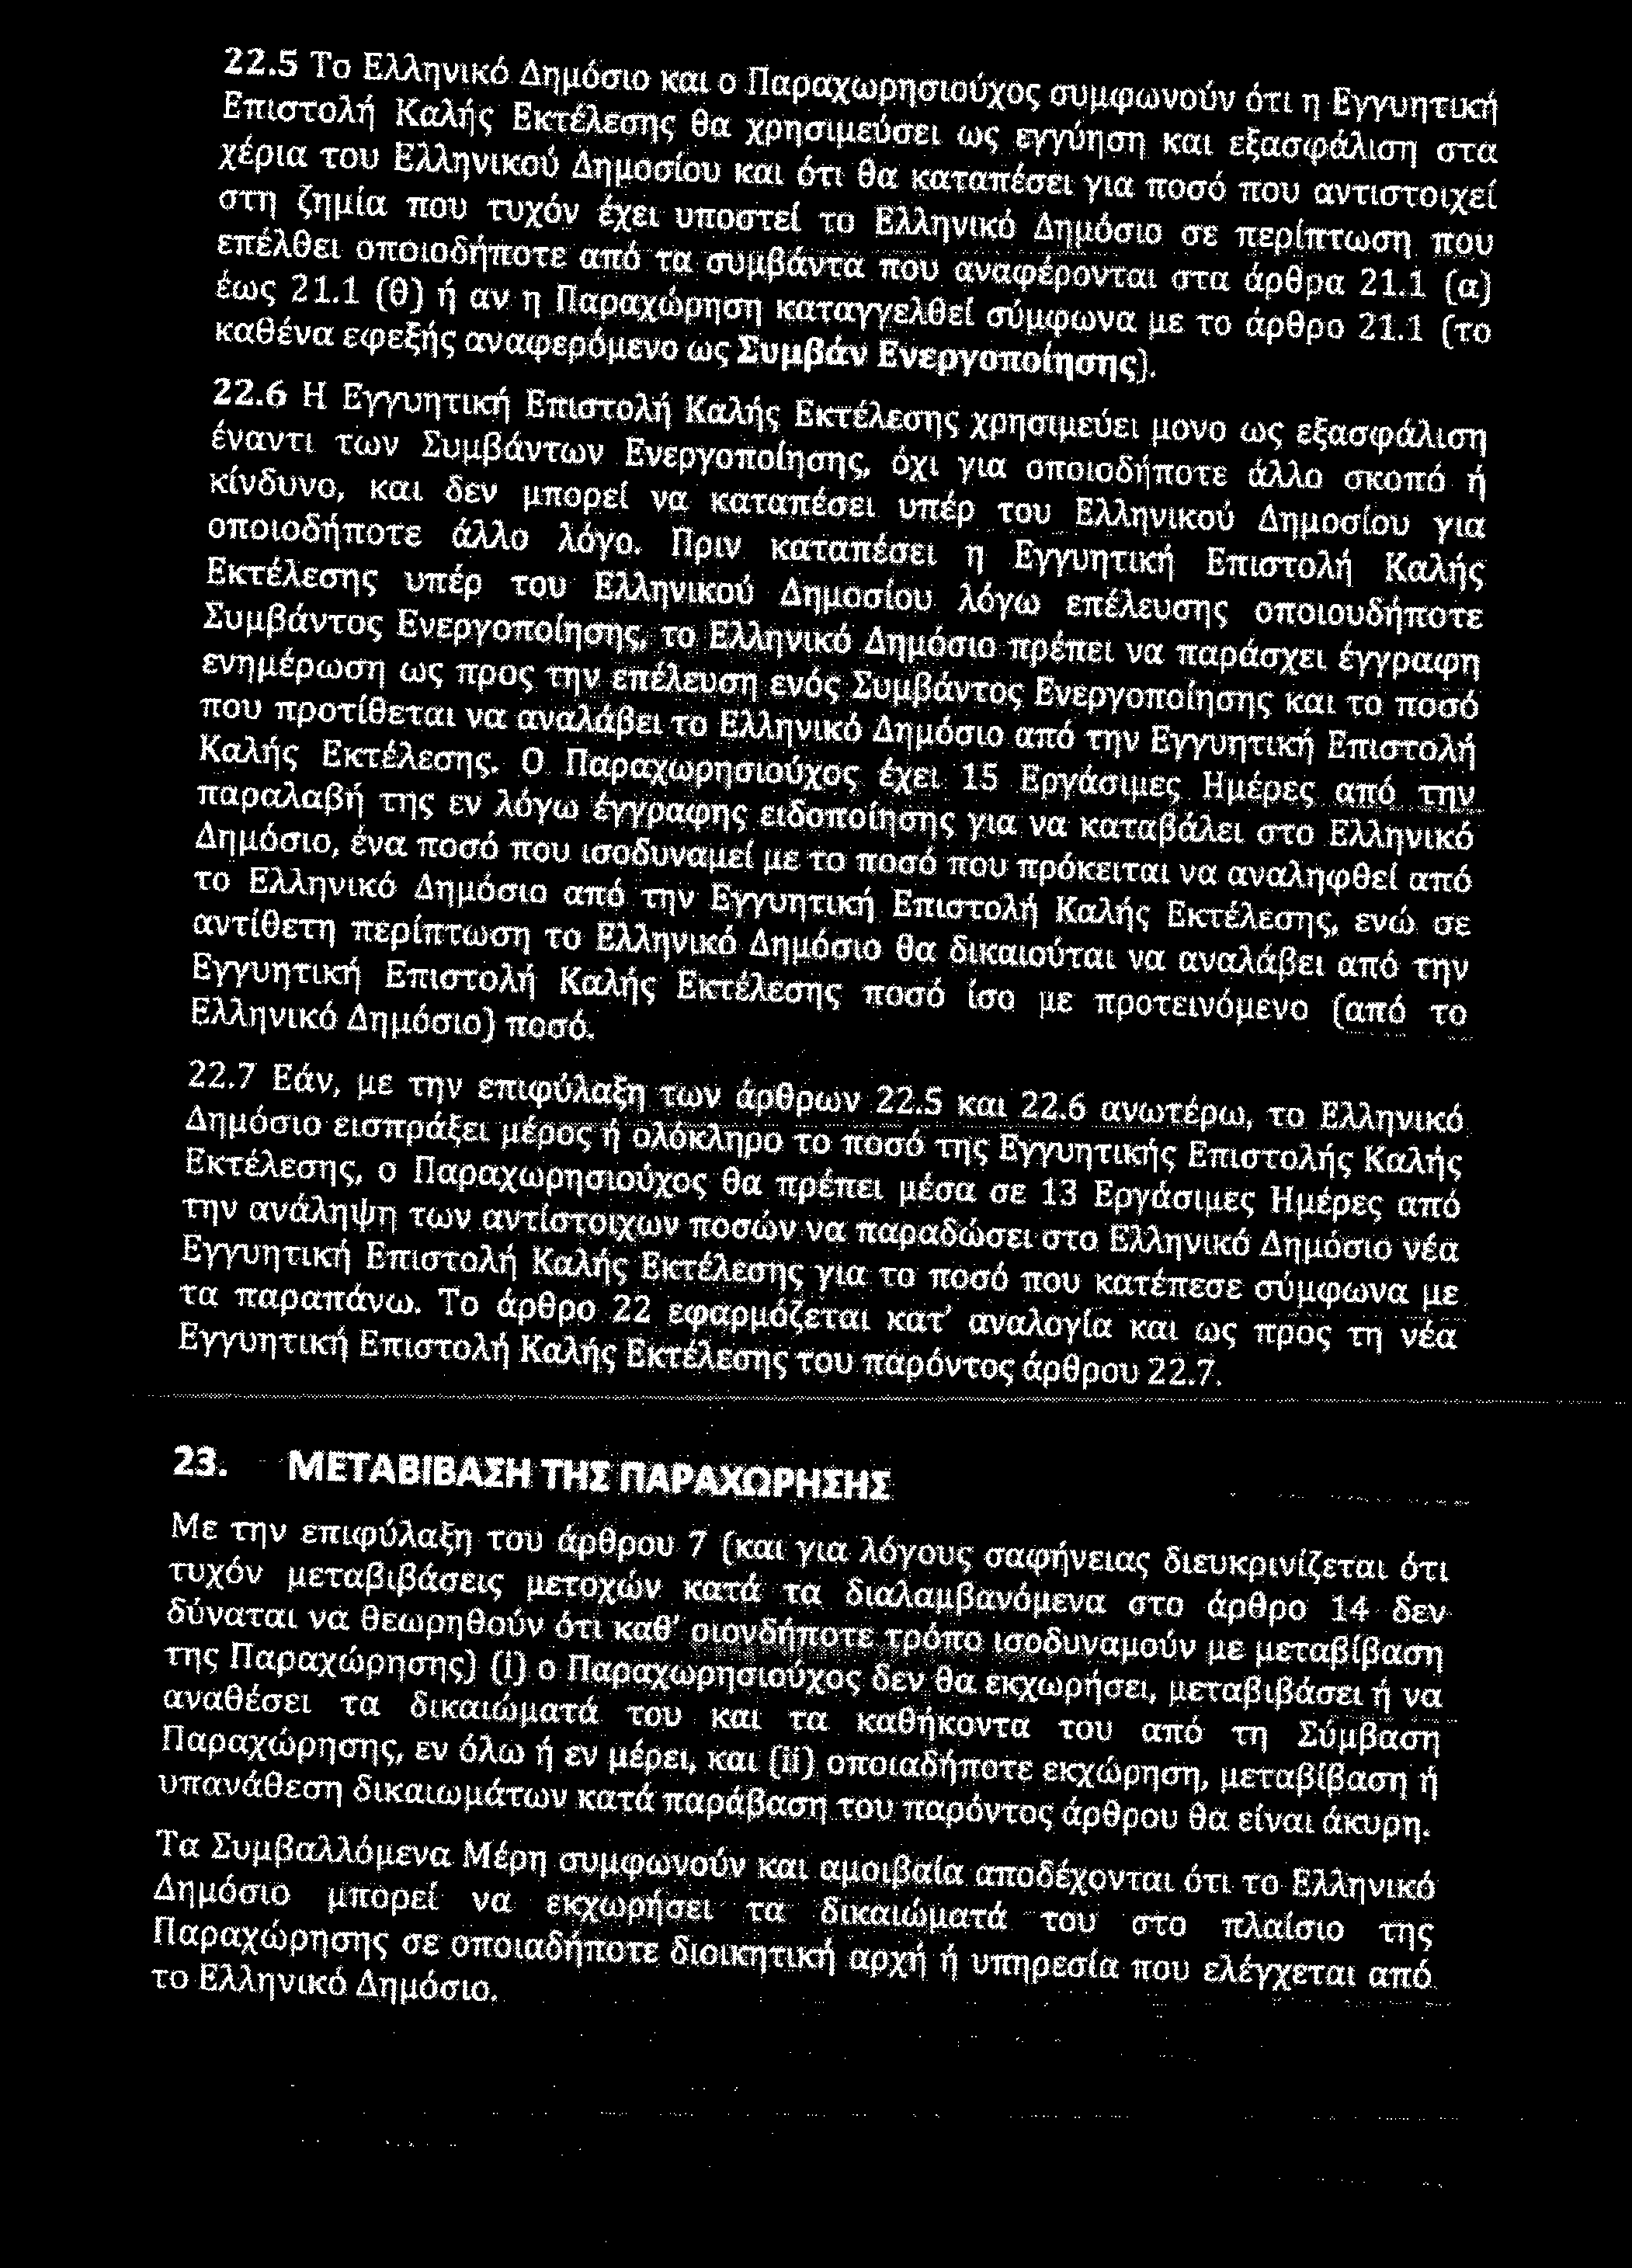 22.5 Το Ελληνικό Δημόσιο και ο Παραχωρησιούχος συμφωνούν ότι η Εγγυητική
Επιστολή Καλής Εκτέλεσης θα χρησιμεύσει ως εγγύηση και εξασφάλιση στα
χέρια του Ελληνικού Δημοσίου και ότι θα καταπέσει για ποσό που αντιστοιχεί
στη ζημία που τυχόν έχει υποστεί το Ελληνικό Δημόσιο σε περίπτωση που
επέλθει οποιοδήποτε από τα συμβάντα που αναφέρονται στα άρθρα 21.1 (α)
έως 21.1 (θ) ή αν η Παραχώρηση καταγγελθεί σύμφωνα με το άρθρο 21.1 (το
καθένα εφεξής αναφερόμενο ως Συμβάν Ενεργοποίησης).
22.6 Η Εγγυητική Επιστολή Καλής Εκτέλεσης χρησιμεύει μονο ως εξασφάλιση
έναντι των Συμβάντων Ενεργοποίησης, όχι για οποιοδήποτε άλλο σκοπό ή
κίνδυνο, και δεν μπορεί να καταπέσει υπέρ του Ελληνικού Δημοσίου για
οποιοδήποτε άλλο λόγο. Πριν καταπέσει η Εγγυητική Επιστολή Καλής
Εκτέλεσης υπέρ του Ελληνικού Δημοσίου λόγω επέλευσης οποιουδήποτε
Συμβάντος Ενεργοποίησης, το Ελληνικό Δημόσιο πρέπει να παράσχει έγγραφη
ενημέρωση ως προς την επέλευση ενός Συμβάντος Ενεργοποίησης και το ποσό
που προτίθεται να αναλάβει το Ελληνικό Δημόσιο από την Εγγυητική Επιστολή
Καλής Εκτέλεσης. Ο Παραχωρησιούχος έχει 15 Εργάσιμες Ημέρες από την
παραλαβή της εν λόγω έγγραφης ειδοποίησης για να καταβάλει στο Ελληνικό
Δημόσιο, ένα ποσό που ισοδυναμεί με το ποσό που πρόκειται να αναληφθεί από
το Ελληνικό Δημόσιο από την Εγγυητική Επιστολή Καλής Εκτέλεσης, ενώ σε
αντίθετη περίπτωση το Ελληνικό Δημόσιο θα δικαιούται να αναλάβει από την
Εγγυητική Επιστολή Καλής Εκτέλεσης ποσό ίσο με προτεινόμενο (από το
Ελληνικό Δημόσιο) ποσό.
22.7 Εάν, με την επιφύλαξη των άρθρων 22.5 και 22.6 ανωτέρω, το Ελληνικό
Δημόσιο εισπράξει μέρος ή ολόκληρο το ποσό της Εγγυητικής Επιστολής Καλής
Εκτέλεσης, ο Παραχωρησιούχος θα πρέπει μέσα σε 13 Εργάσιμες Ημέρες από
την ανάληψη των αντίστοιχων ποσών να παραδώσει στο Ελληνικό Δημόσιο νέα
Εγγυητική Επιστολή Καλής Εκτέλεσης για το ποσό που κατέπεσε σύμφωνα με
τα παραπάνω. Το άρθρο 22 εφαρμόζεται κατ' αναλογία και ως προς τη νέα
Εγγυητική Επιστολή Καλής Εκτέλεσης του παρόντος άρθρου 22.7.
23. ΜΕΤΑΒΙΒΑΣΗ ΤΗΣ ΠΑΡΑΧΩΡΗΣΗΣ
Με την επιφύλαξη του άρθρου 7 (και για λόγους σαφήνειας διευκρινίζεται ότι
τυχόν μεταβιβάσεις μετοχών κατά τα διαλαμβανόμενα στο άρθρο 14 δεν
δύναται να θεωρηθούν ότι καθ' οιονδήποτε τρόπο ισοδυναμούν με μεταβίβαση
της Παραχώρησης) (i) ο Παραχωρησιούχος δεν θα εκχωρήσει, μεταβιβάσει ή να
αναθέσει τα δικαιώματά του και τα καθήκοντα του από τη Σύμβαση
Παραχώρησης, εν όλω ή εν μέρει, και (ii) οποιαδήποτε εκχώρηση, μεταβίβαση ή
υπανάθεση δικαιωμάτων κατά παράβαση του παρόντος άρθρου θα είναι άκυρη.
Τα Συμβαλλόμενα Μέρη συμφωνούν και αμοιβαία αποδέχονται ότι το Ελληνικό
Δημόσιο μπορεί να εκχωρήσει τα δικαιώματά του στο πλαίσιο της
Παραχώρησης σε οποιαδήποτε διοικητική αρχή ή υπηρεσία που ελέγχεται από
το Ελληνικό Δημόσιο.